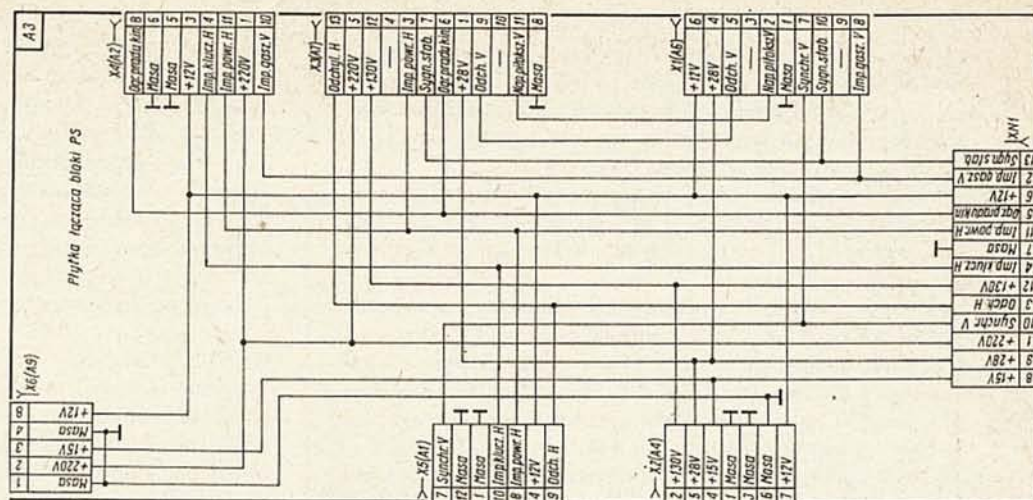 A3
Płytka łącząca bloki PS
X4(A2)
8 Ogr. prądu kin.
6 Masa
5 Masa
3 +12V
4 Imp. klucz. H
11 Imp. powr. H
1 +220V
10 Imp. gasz. V
X3(A7)
13 Odchyl. H
5 +220V
12 +130V
4 —
3 Imp. powr. H
7 Sygn. stab.
6 Ogr. prądu kin.
1 +28V
9 Odch. V
10 —
11 Nap. piłokszt. V
8 Masa
X1(A6)
6 +12V
4 +28V
5 Odch. V
3 —
2 Nap. piłokszt. V
1 Masa
7 Synchr. V
10 Sygn. stab.
9 —
8 Imp. gasz. V
XN1
Sygn. stab.
2 Imp. gasz. V
6 +12V
Ogr. prądu kin.
11 Imp. powr. H
7 Masa
4 Imp. klucz. H
12 +130V
Odch. H
10 Synchr. V
1 +220V
9 +28V
8 +15V
X6(A9)
8 +12V
4 Masa
3 +15V
2 +220V
1 Masa
X5(A1)
7 Synchr. V
12 Masa
1 Masa
10 Imp. klucz. H
8 Imp. powr. H
4 +12V
9 Odch. H
X2(A4)
2 +130V
5 +28V
4 +15V
1 Masa
3 Masa
6 Masa
7 +12V